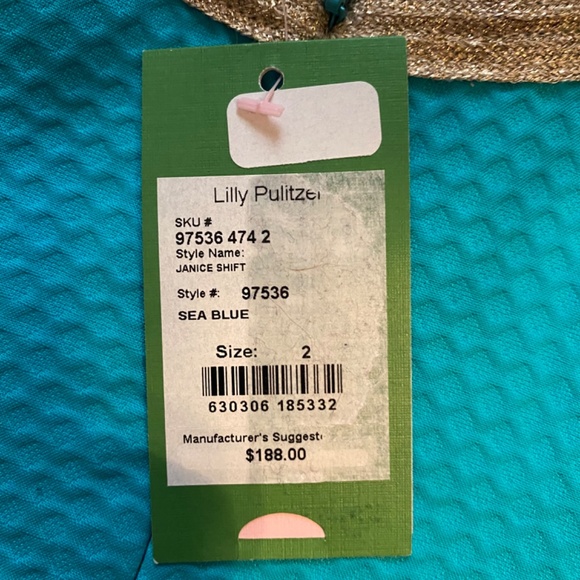 Lilly Pulitzer
SKU #
97536 474 2
Style Name:
JANICE SHIFT
Style #: 97536
SEA BLUE
Size: 2
630306 185332
Manufacturer's Suggest
$188.00